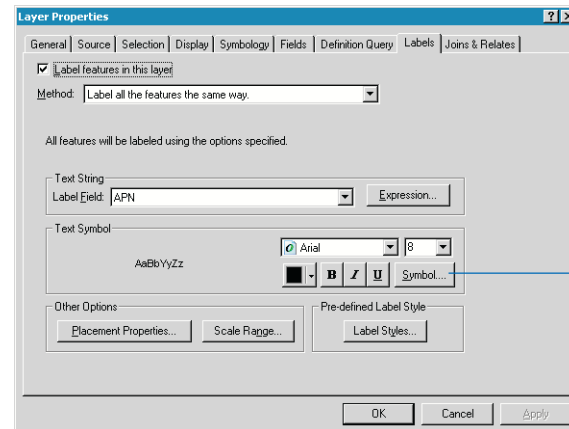 Layer Properties
General Source Selection Display Symbology Fields Definition Query Labels Joins & Relates
Label features in this layer
Method: Label all the features the same way.
All features will be labeled using the options specified.
Text String
Label Field: APN Expression...
Text Symbol
AaBbYyZz
Arial 8
B I U Symbol...
Other Options
Placement Properties... Scale Range...
Pre-defined Label Style
Label Styles...
OK Cancel Apply